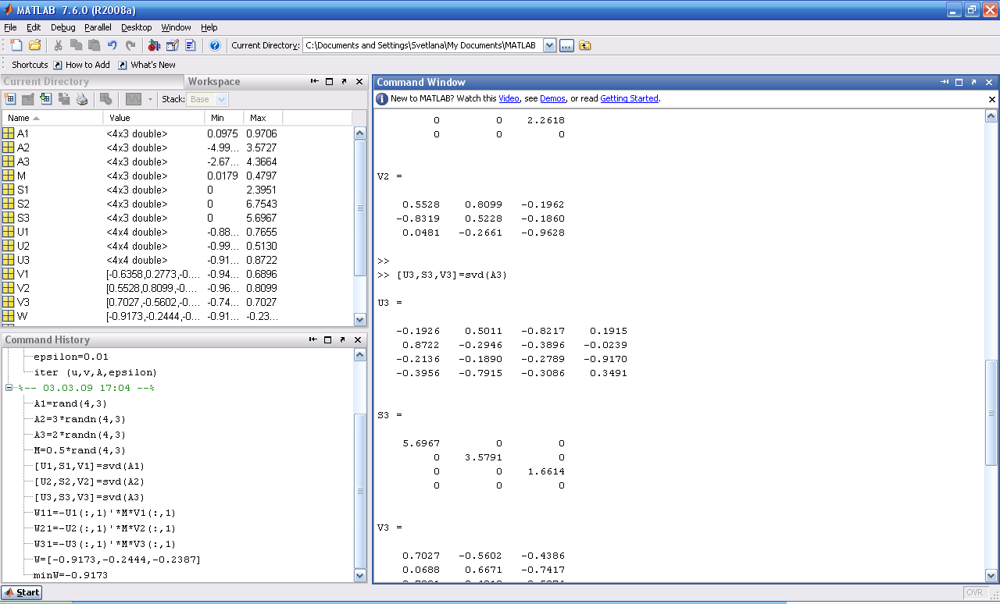 MATLAB 7.6.0 (R2008a)
File Edit Debug Parallel Desktop Window Help
Current Directory: C:\Documents and Settings\Svetlana\My Documents\MATLAB ...
Shortcuts How to Add What's New
Current Directory Workspace
Stack: Base
Name Value Min Max
A1 <4x3 double> 0.0975 0.9706
A2 <4x3 double> -4.99... 3.5727
A3 <4x3 double> -2.67... 4.3664
M <4x3 double> 0.0179 0.4797
S1 <4x3 double> 0 2.3951
S2 <4x3 double> 0 6.7543
S3 <4x3 double> 0 5.6967
U1 <4x4 double> -0.88... 0.7655
U2 <4x4 double> -0.99... 0.5130
U3 <4x4 double> -0.91... 0.8722
V1 [-0.6358,0.2773,-0.... -0.94... 0.6896
V2 [0.5528,0.8099,-0.... -0.96... 0.8099
V3 [0.7027,-0.5602,-0.... -0.74... 0.7027
W [-0.9173,-0.2444,-0.... -0.91... -0.23...
Command History
epsilon=0.01
iter (u,v,A,epsilon)
%-- 03.03.09 17:04 --%
A1=rand(4,3)
A2=3*randn(4,3)
A3=2*randn(4,3)
M=0.5*rand(4,3)
[U1,S1,V1]=svd(A1)
[U2,S2,V2]=svd(A2)
[U3,S3,V3]=svd(A3)
W11=-U1(:,1)'*M*V1(:,1)
W21=-U2(:,1)'*M*V2(:,1)
W31=-U3(:,1)'*M*V3(:,1)
W=[-0.9173,-0.2444,-0.2387]
minW=-0.9173
Command Window
New to MATLAB? Watch this Video, see Demos, or read Getting Started.
0 0 2.2618
0 0 0
V2 =
0.5528 0.8099 -0.1962
-0.8319 0.5228 -0.1860
0.0481 -0.2661 -0.9628
>>
>> [U3,S3,V3]=svd(A3)
U3 =
-0.1926 0.5011 -0.8217 0.1915
0.8722 -0.2946 -0.3896 -0.0239
-0.2136 -0.1890 -0.2789 -0.9170
-0.3956 -0.7915 -0.3086 0.3491
S3 =
5.6967 0 0
0 3.5791 0
0 0 1.6614
0 0 0
V3 =
0.7027 -0.5602 -0.4386
0.0688 0.6671 -0.7417
Start
OVR